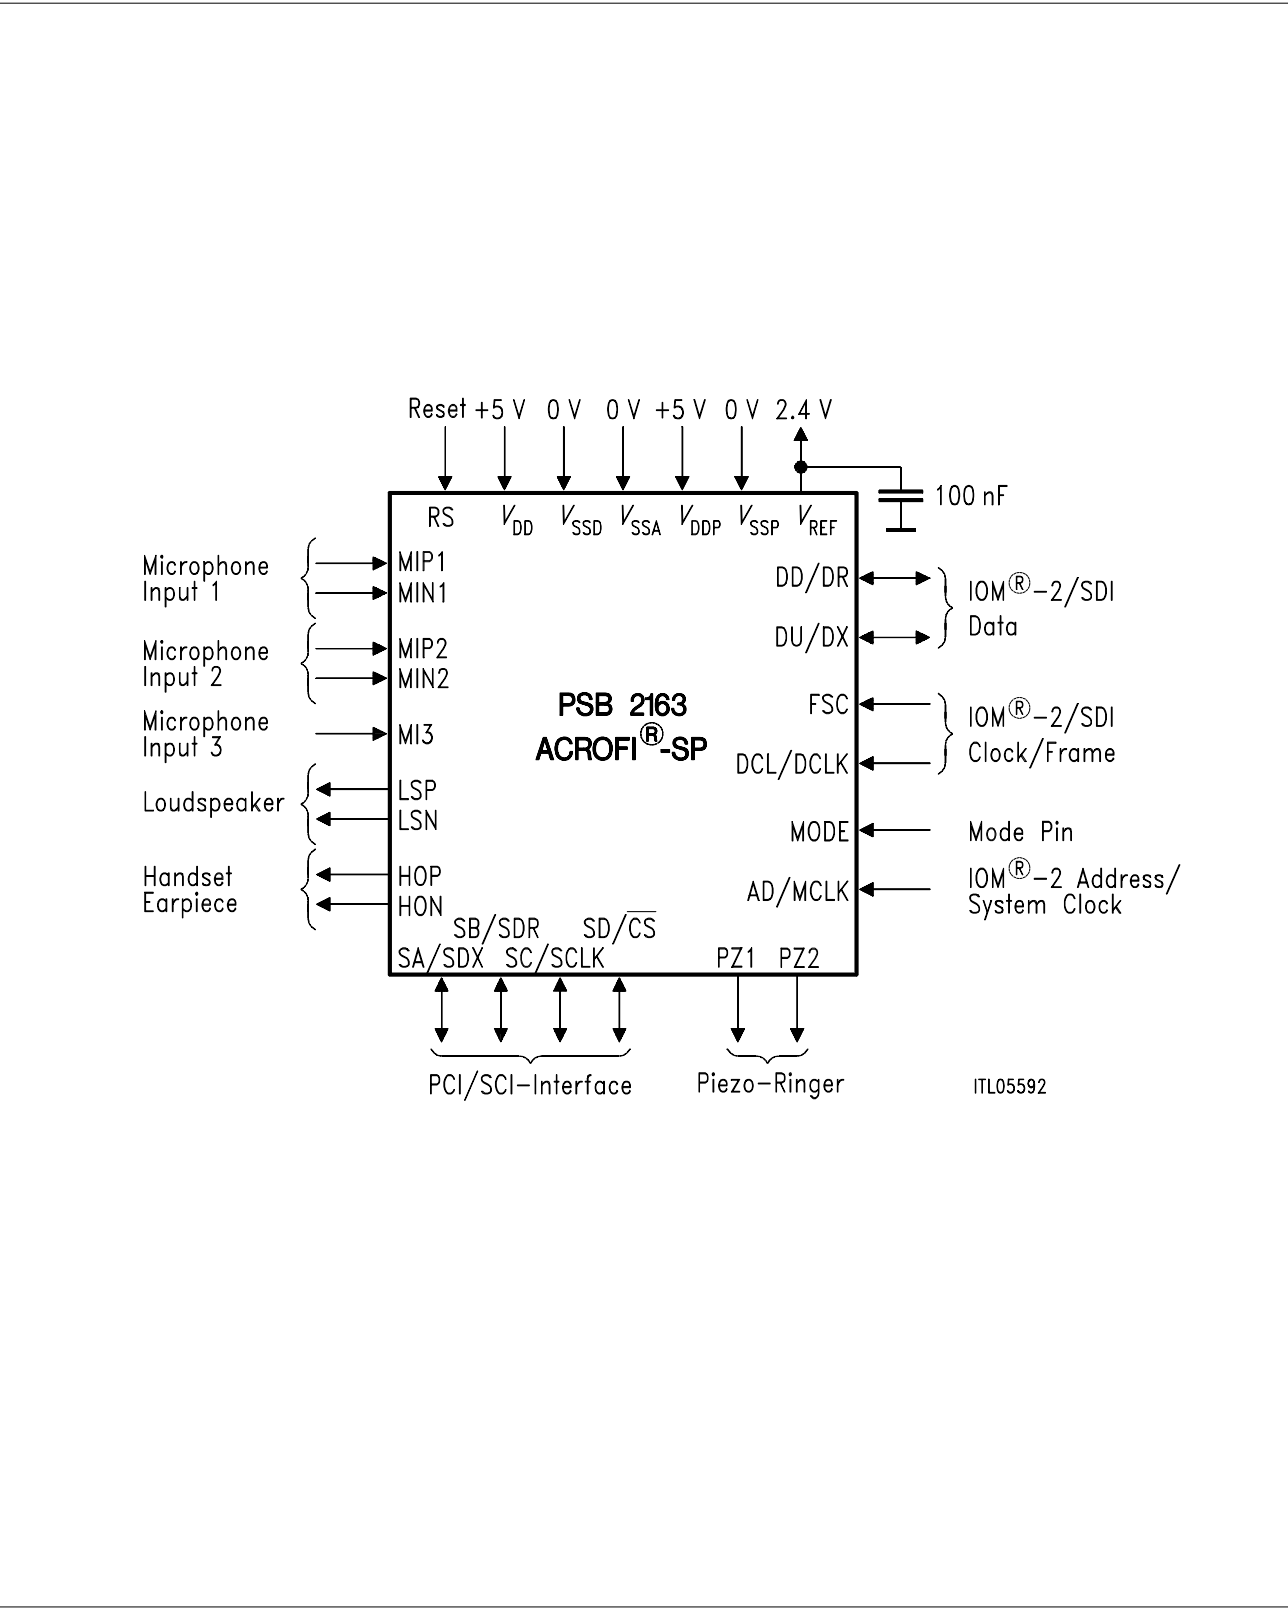 Reset +5 V 0 V 0 V +5 V 0 V 2.4 V
100 nF
RS VDD VSSD VSSA VDDP VSSP VREF
Microphone
Input 1
MIP1
MIN1
Microphone
Input 2
MIP2
MIN2
Microphone
Input 3
MI3
Loudspeaker
LSP
LSN
Handset
Earpiece
HOP
HON
PSB 2163
ACROFI®-SP
DD/DR
DU/DX
IOM®-2/SDI
Data
FSC
DCL/DCLK
IOM®-2/SDI
Clock/Frame
MODE
Mode Pin
AD/MCLK
IOM®-2 Address/
System Clock
SB/SDR SD/C̅S̅
SA/SDX SC/SCLK PZ1 PZ2
PCI/SCI-Interface
Piezo-Ringer
ITL05592